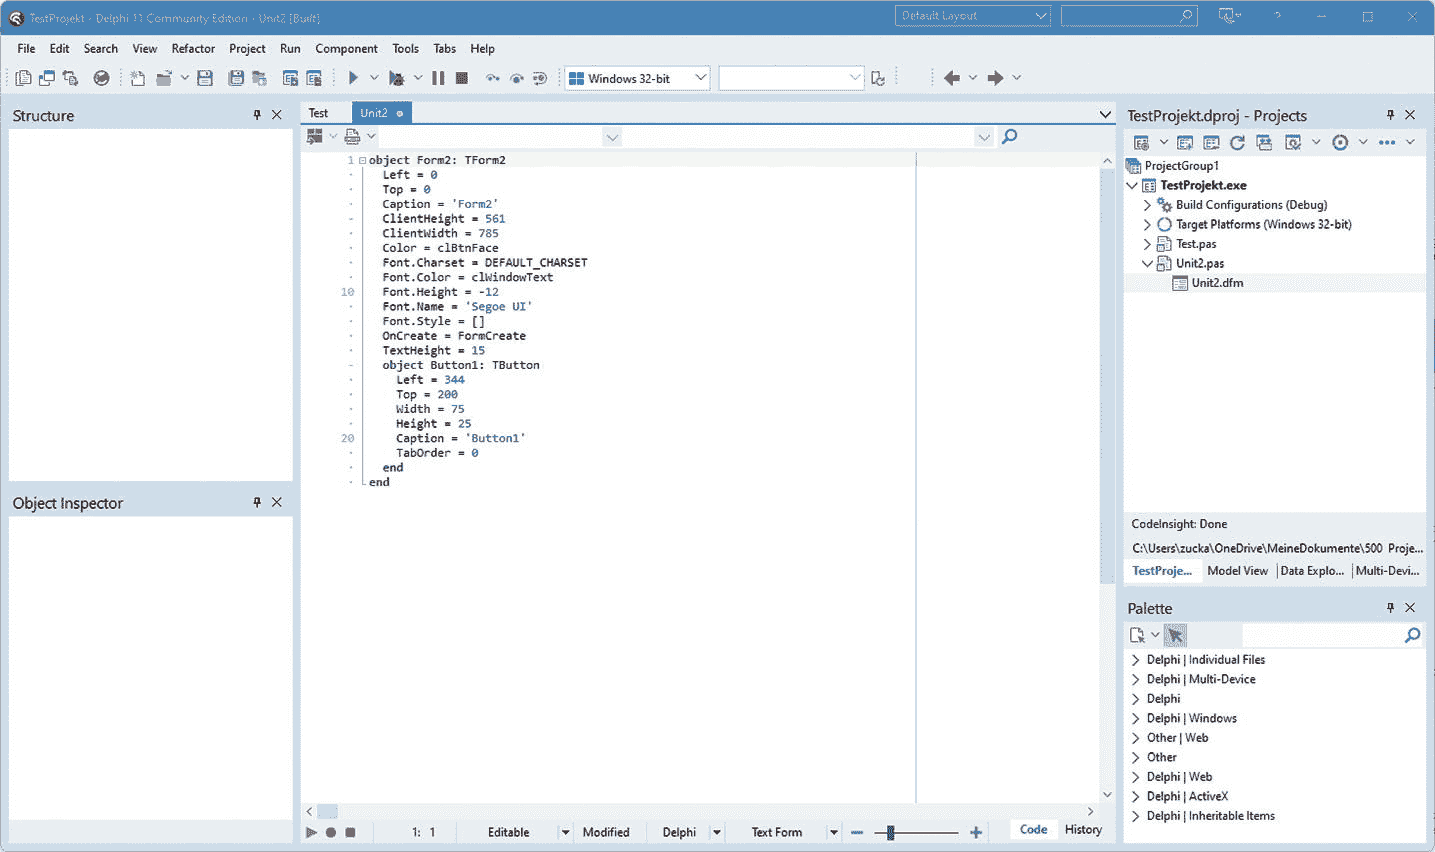 TestProjekt - Delphi 11 Community Edition - Unit2 [Built]
Default Layout
?
File Edit Search View Refactor Project Run Component Tools Tabs Help
Windows 32-bit
Structure
Object Inspector
Test Unit2
1 object Form2: TForm2
Left = 0
Top = 0
Caption = 'Form2'
ClientHeight = 561
ClientWidth = 785
Color = clBtnFace
Font.Charset = DEFAULT_CHARSET
Font.Color = clWindowText
10 Font.Height = -12
Font.Name = 'Segoe UI'
Font.Style = []
OnCreate = FormCreate
TextHeight = 15
object Button1: TButton
Left = 344
Top = 200
Width = 75
Height = 25
20 Caption = 'Button1'
TabOrder = 0
end
end
1: 1 Editable Modified Delphi Text Form Code History
TestProjekt.dproj - Projects
ProjectGroup1
TestProjekt.exe
Build Configurations (Debug)
Target Platforms (Windows 32-bit)
Test.pas
Unit2.pas
Unit2.dfm
CodeInsight: Done
C:\Users\zucka\OneDrive\MeineDokumente\500 Proje...
TestProje... Model View Data Explo... Multi-Devi...
Palette
Delphi | Individual Files
Delphi | Multi-Device
Delphi
Delphi | Windows
Other | Web
Other
Delphi | Web
Delphi | ActiveX
Delphi | Inheritable Items